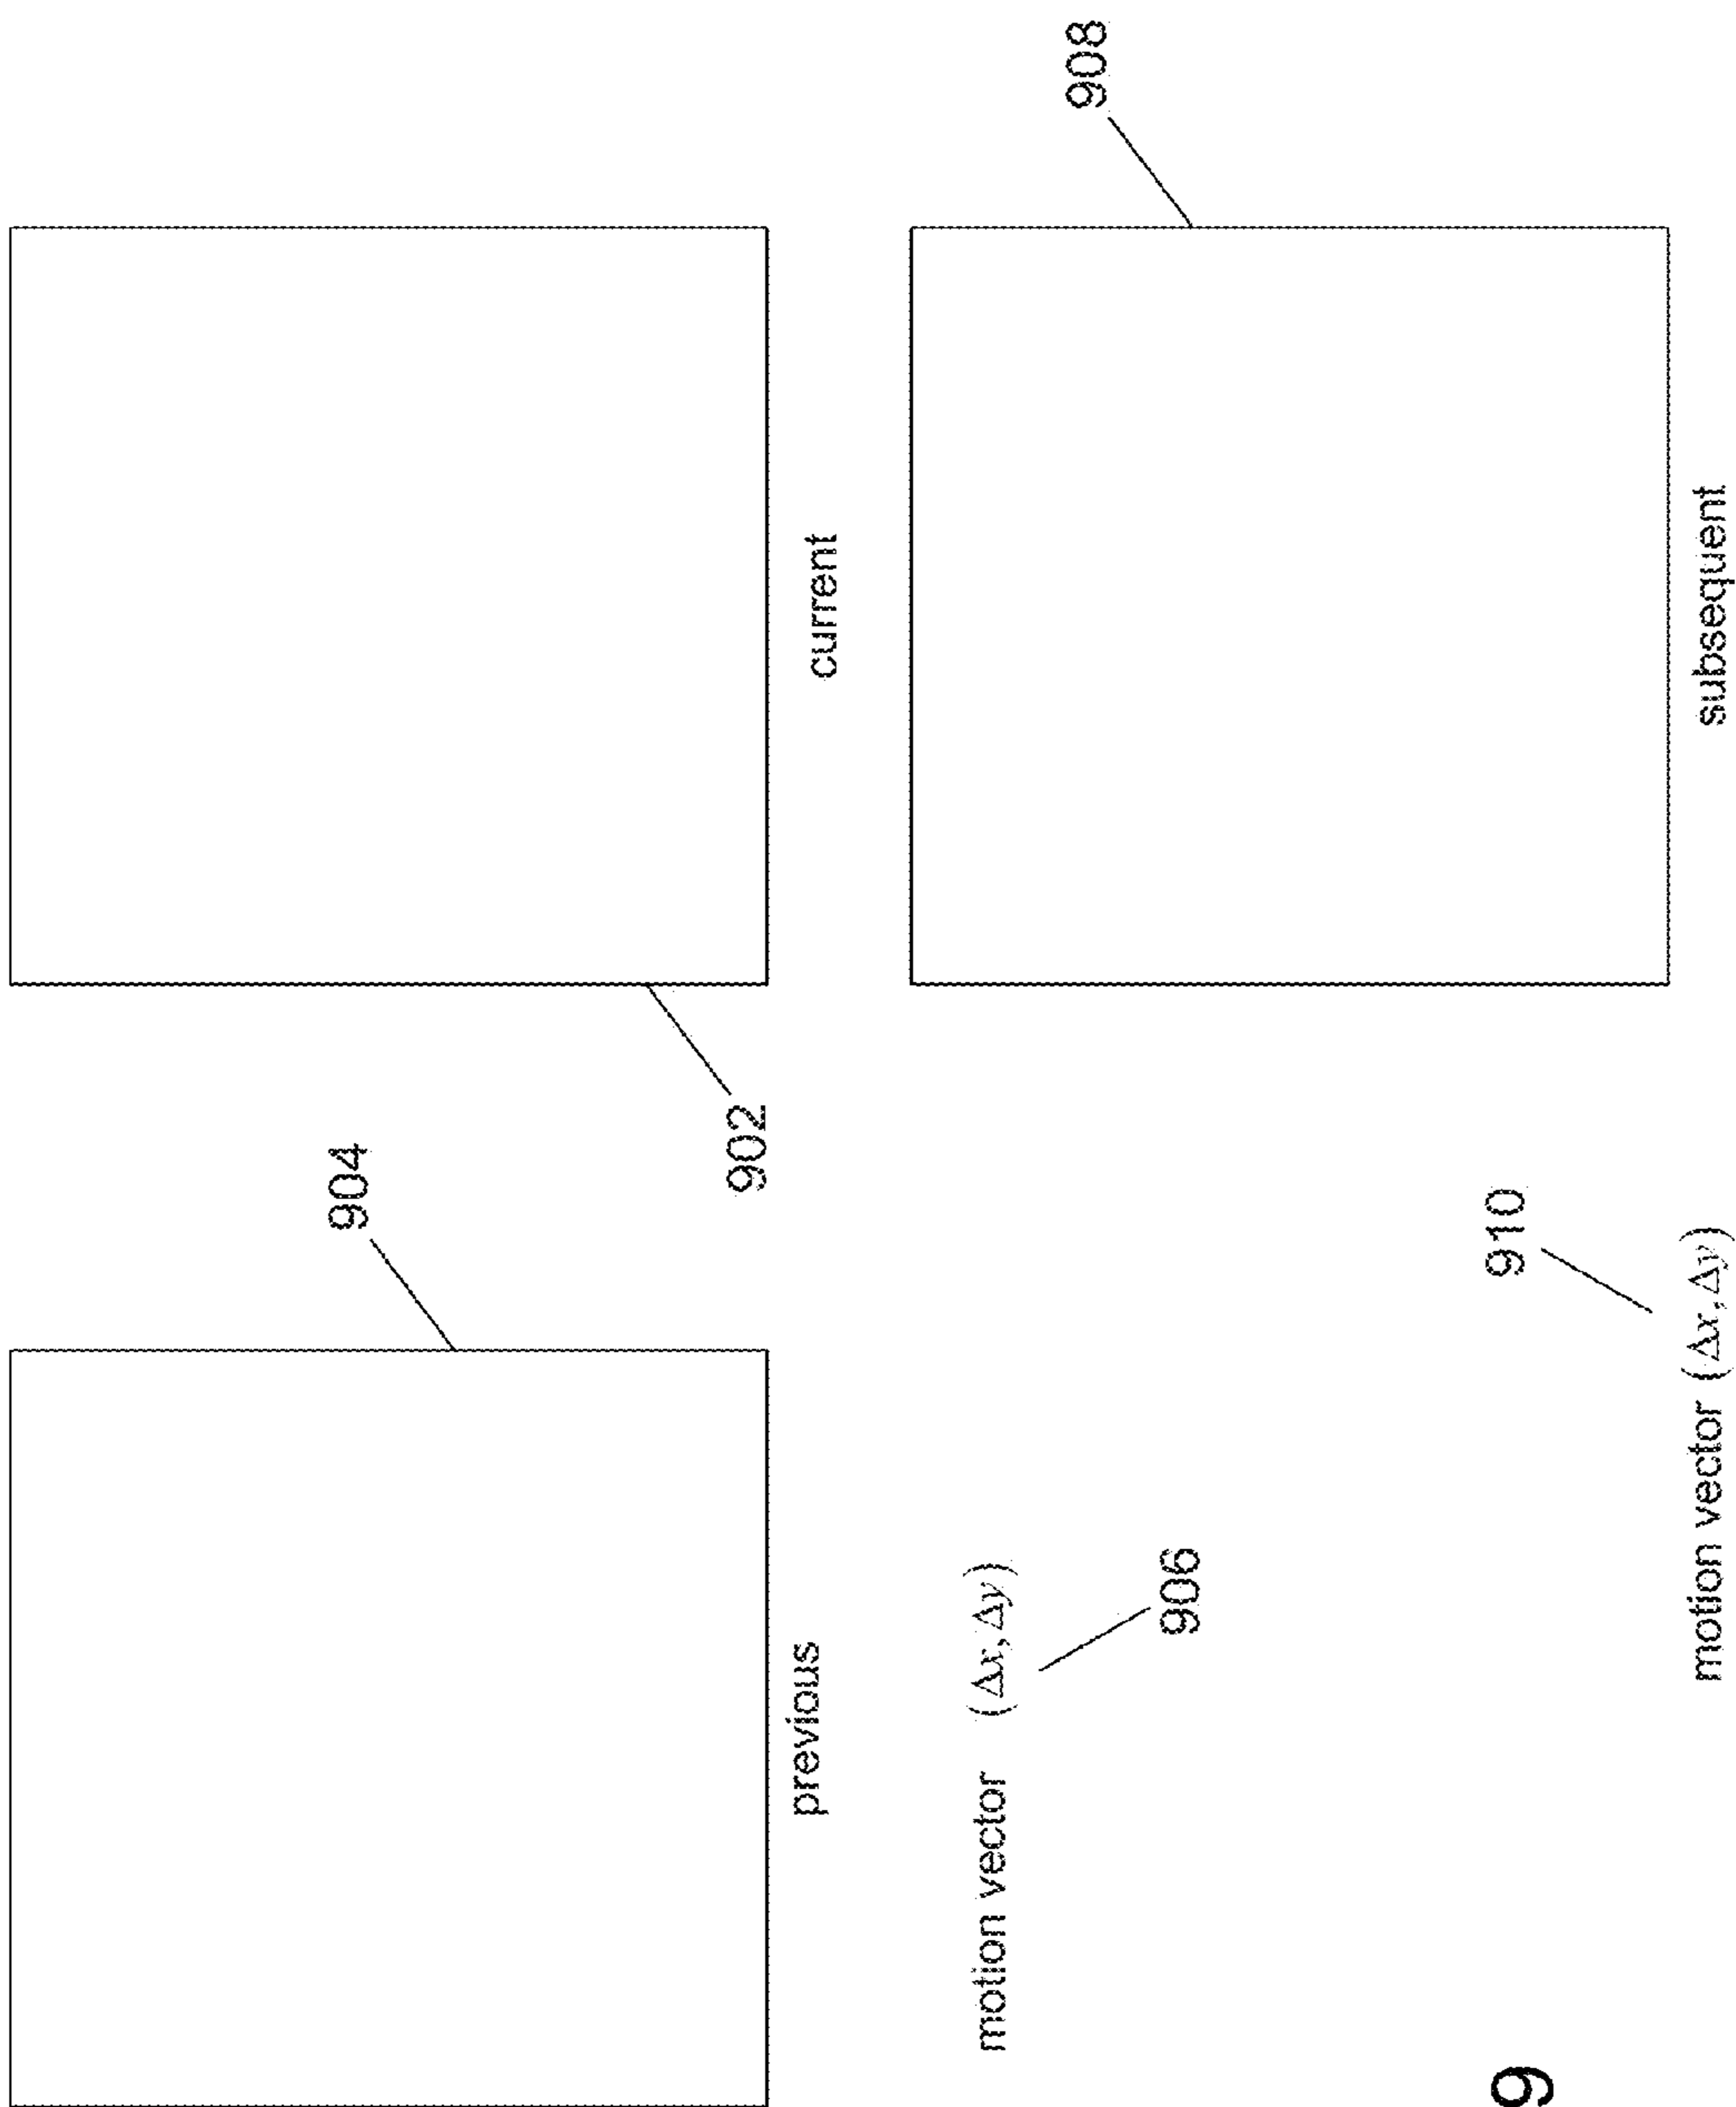 904
previous
902
current
motion vector (Δx, Δy)
906
908
subsequent
910
motion vector (Δx, Δy)
9